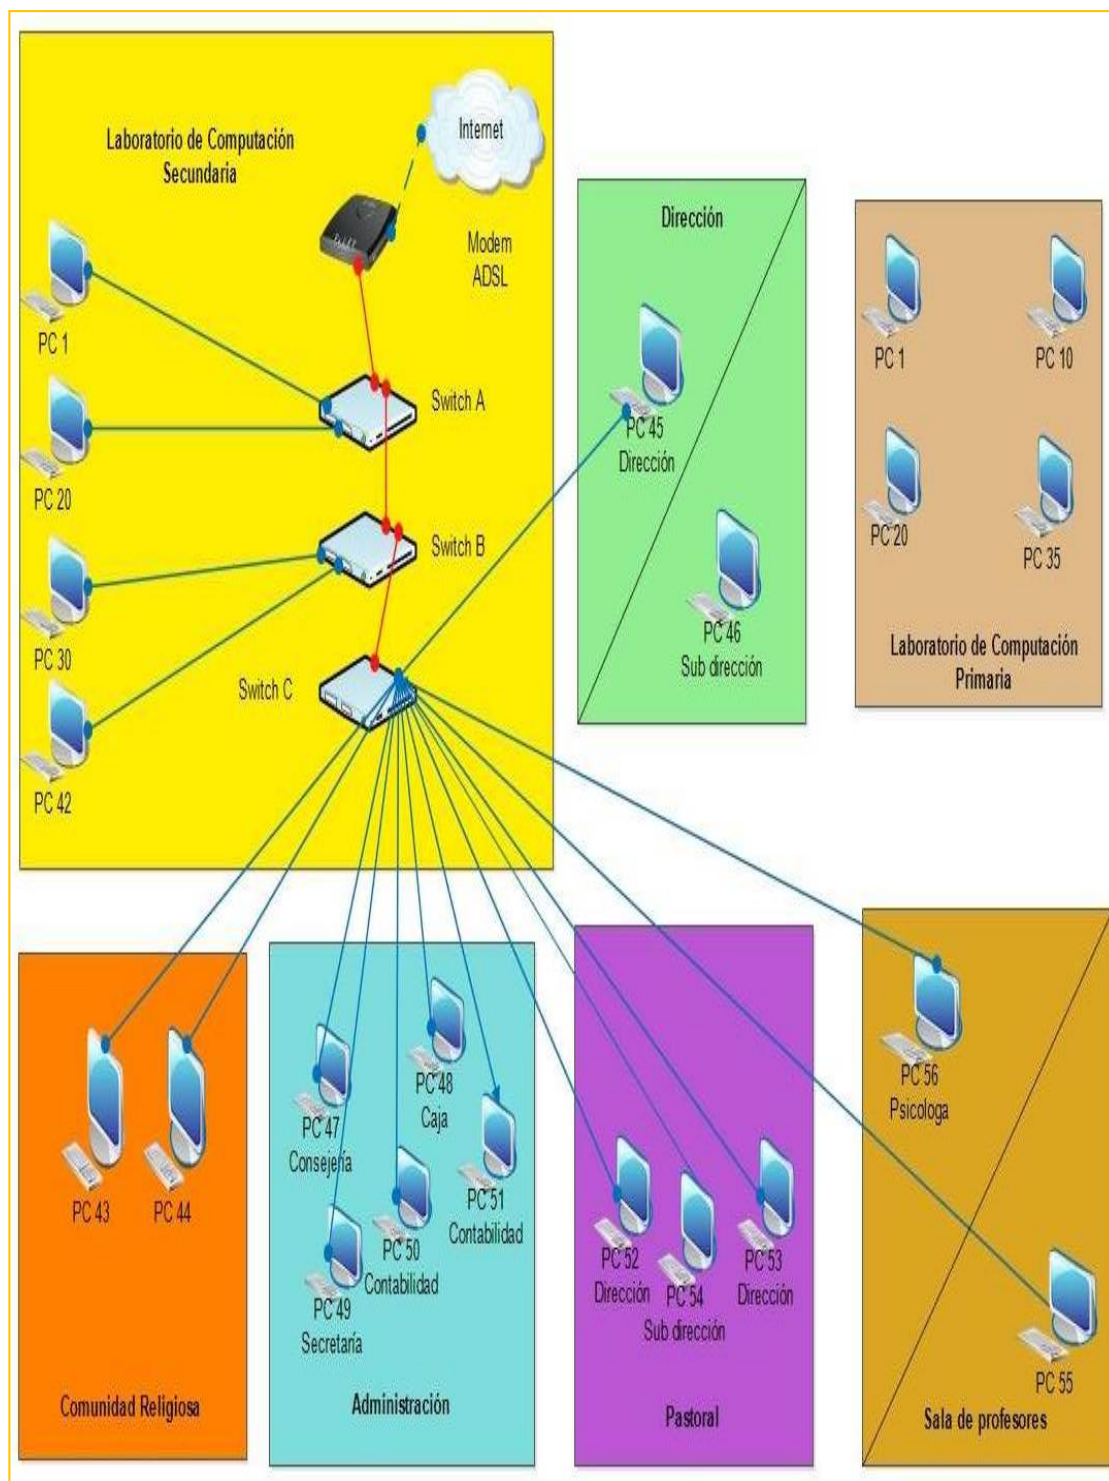 Laboratorio de Computación
Secundaria
Internet
Modem
ADSL
PC 1
Switch A
PC 20
Switch B
PC 30
Switch C
PC 42
Dirección
PC 45
Dirección
PC 46
Sub dirección
PC 1
PC 10
PC 20
PC 35
Laboratorio de Computación
Primaria
PC 43
PC 44
Comunidad Religiosa
PC 47
Consejería
PC 48
Caja
PC 51
Contabilidad
PC 50
Contabilidad
PC 49
Secretaría
Administración
PC 52
Dirección
PC 54
Sub dirección
PC 53
Dirección
Pastoral
PC 56
Psicologa
PC 55
Sala de profesores